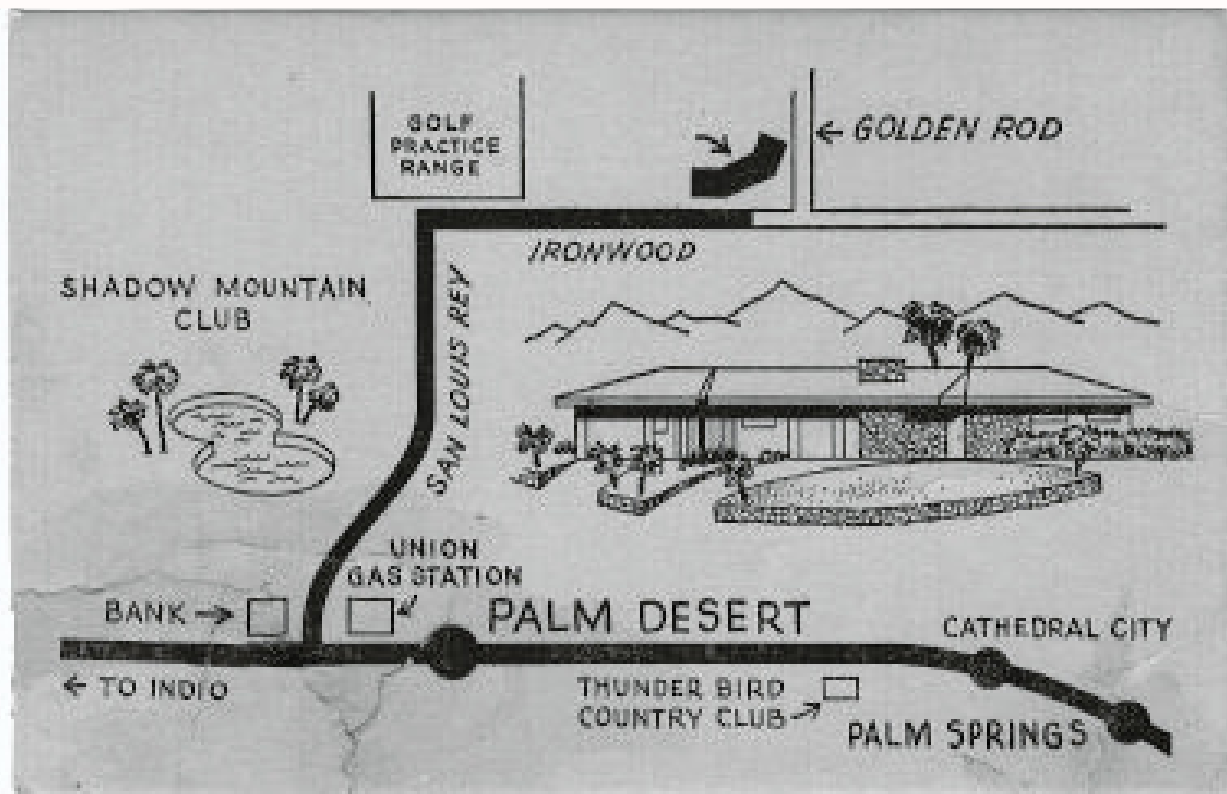 GOLF
PRACTICE
RANGE
← GOLDEN ROD
IRONWOOD
SHADOW MOUNTAIN
CLUB
SAN LOUIS REY
UNION
GAS STATION
BANK →
PALM DESERT
CATHEDRAL CITY
← TO INDIO
THUNDER BIRD
COUNTRY CLUB →
PALM SPRINGS